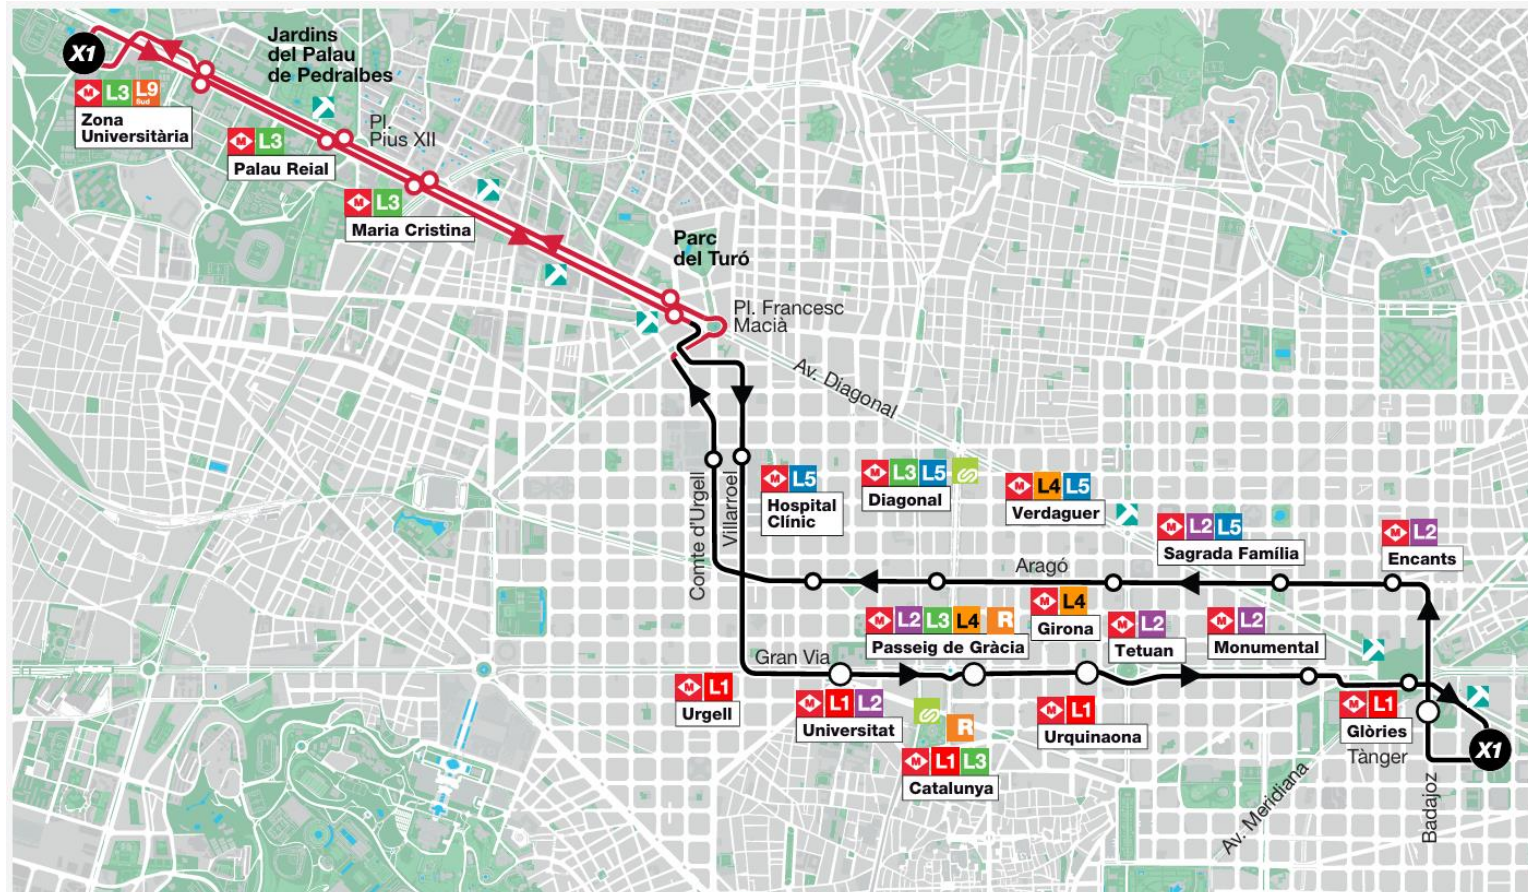 X1
Jardins
del Palau
de Pedralbes
M L3 L9
Sud
Zona
Universitària
M L3
Palau Reial
Pl.
Pius XII
M L3
Maria Cristina
Parc
del Turó
Pl. Francesc
Macià
Av. Diagonal
Comte d'Urgell
Villarroel
M L5
Hospital
Clínic
M L3 L5
Diagonal
M L4 L5
Verdaguer
M L2 L5
Sagrada Família
M L2
Encants
Aragó
M L2 L3 L4 R
Passeig de Gràcia
M L4
Girona
M L2
Tetuan
M L2
Monumental
Gran Via
M L1
Urgell
M L1 L2
Universitat
R
M L1 L3
Catalunya
M L1
Urquinaona
M L1
Glòries
Tànger
X1
Av. Meridiana
Badajoz